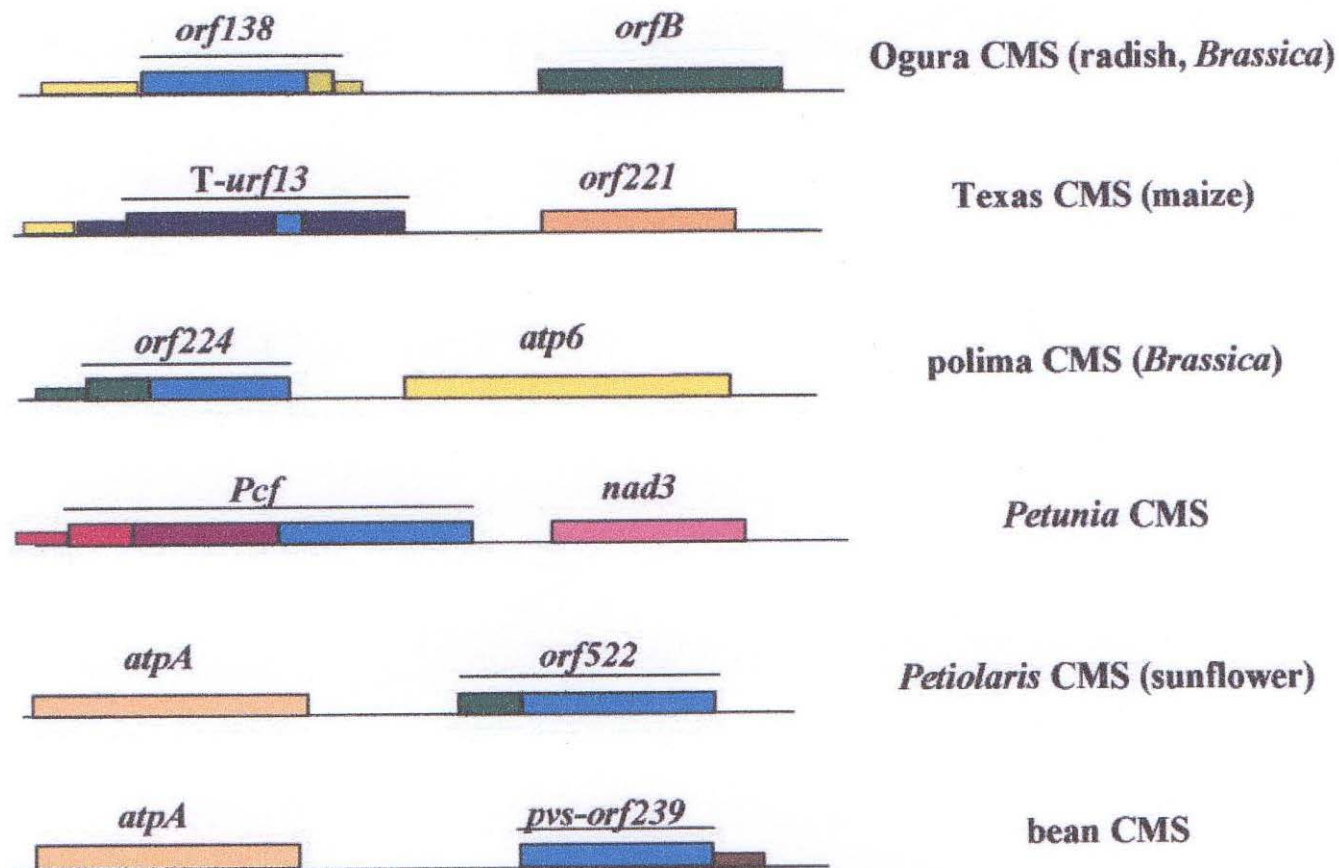 orf138 orfB Ogura CMS (radish, Brassica)
T-urf13 orf221 Texas CMS (maize)
orf224 atp6 polima CMS (Brassica)
Pcf nad3 Petunia CMS
atpA orf522 Petiolaris CMS (sunflower)
atpA pvs-orf239 bean CMS